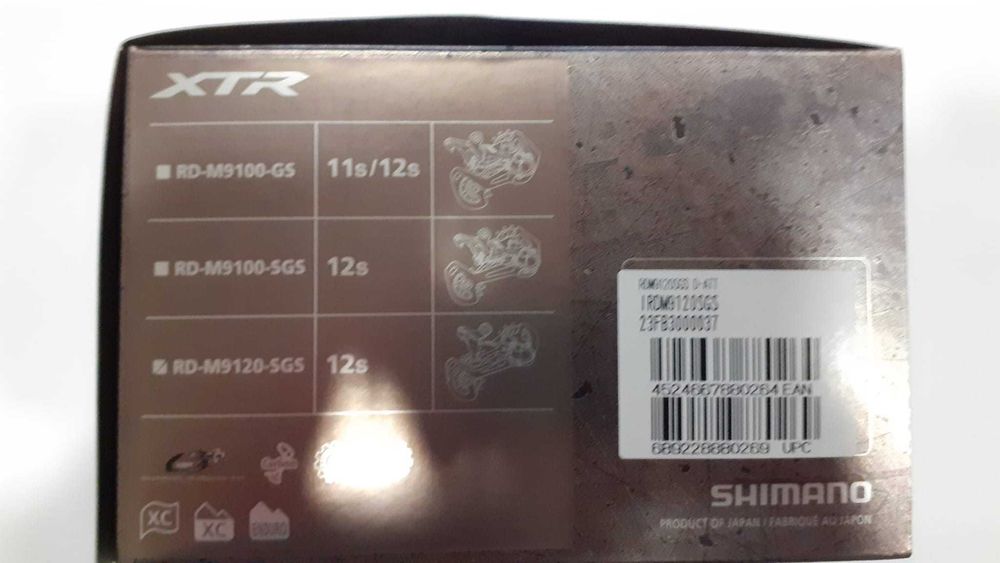 XTR
RD-M9100-GS 11s/12s
RD-M9100-SGS 12s
RD-M9120-SGS 12s
XC
XC
ENDURO
RDM9120SGS D-ATT
IRDM9120SGS
23FB3000037
4524667880264 EAN
689228880269 UPC
SHIMANO
PRODUCT OF JAPAN / FABRIQUÉ AU JAPON